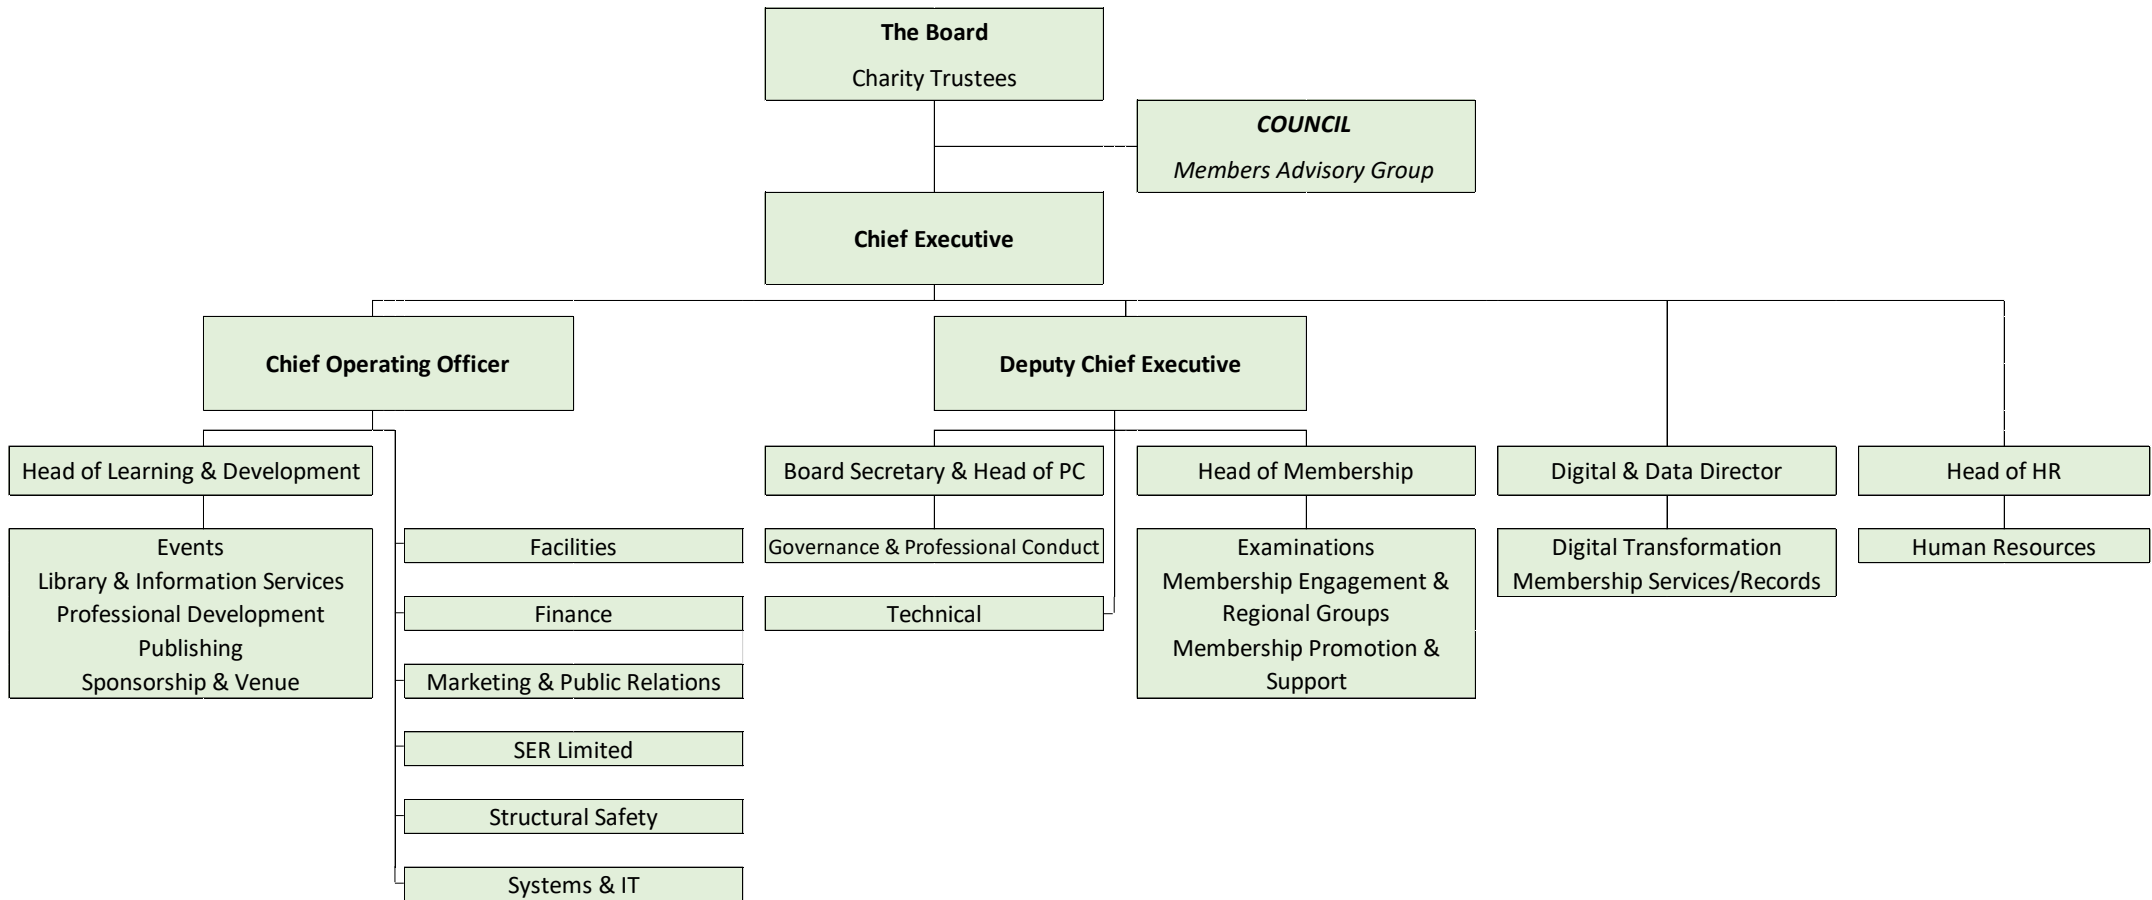 The Board
Charity Trustees
COUNCIL
Members Advisory Group
Chief Executive
Chief Operating Officer
Deputy Chief Executive
Head of Learning & Development
Board Secretary & Head of PC
Head of Membership
Digital & Data Director
Head of HR
Events
Library & Information Services
Professional Development
Publishing
Sponsorship & Venue
Facilities
Finance
Marketing & Public Relations
SER Limited
Structural Safety
Systems & IT
Governance & Professional Conduct
Technical
Examinations
Membership Engagement &
Regional Groups
Membership Promotion &
Support
Digital Transformation
Membership Services/Records
Human Resources